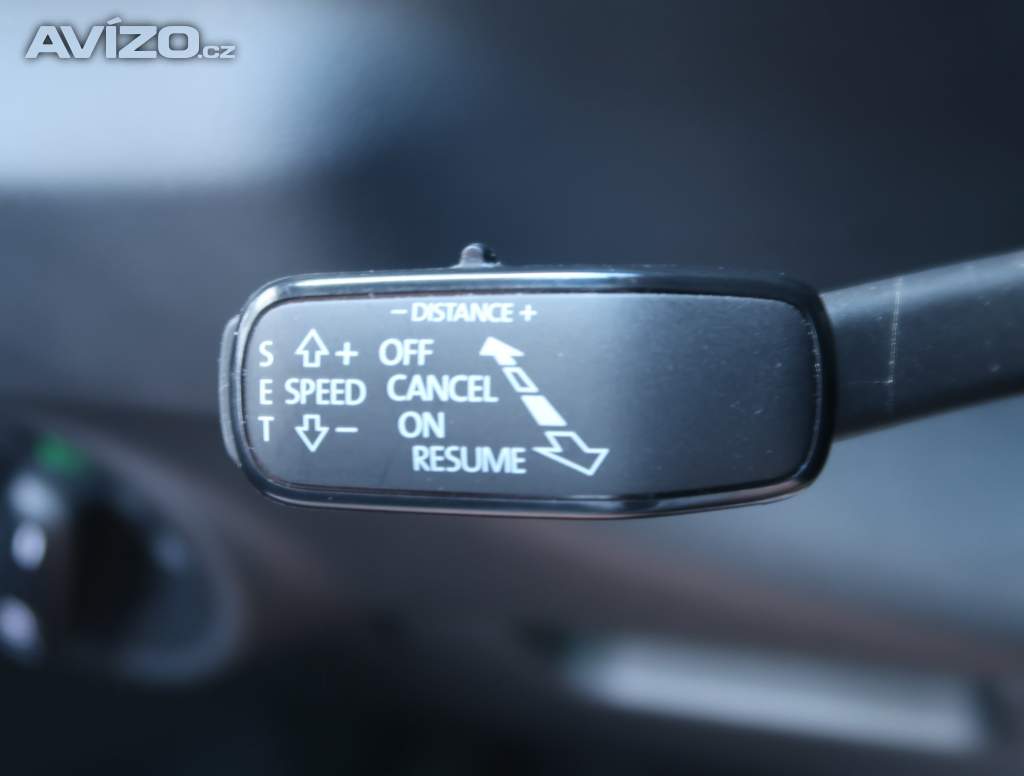 AVÍZO.cz
− DISTANCE +
S + OFF
E SPEED CANCEL
T − ON
RESUME